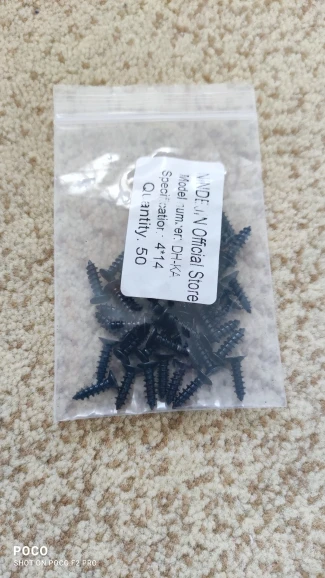 Official Store
Model number: DH-KA
Specification: 4*14
Quantity: 50
POCO
SHOT ON POCO F2 PRO